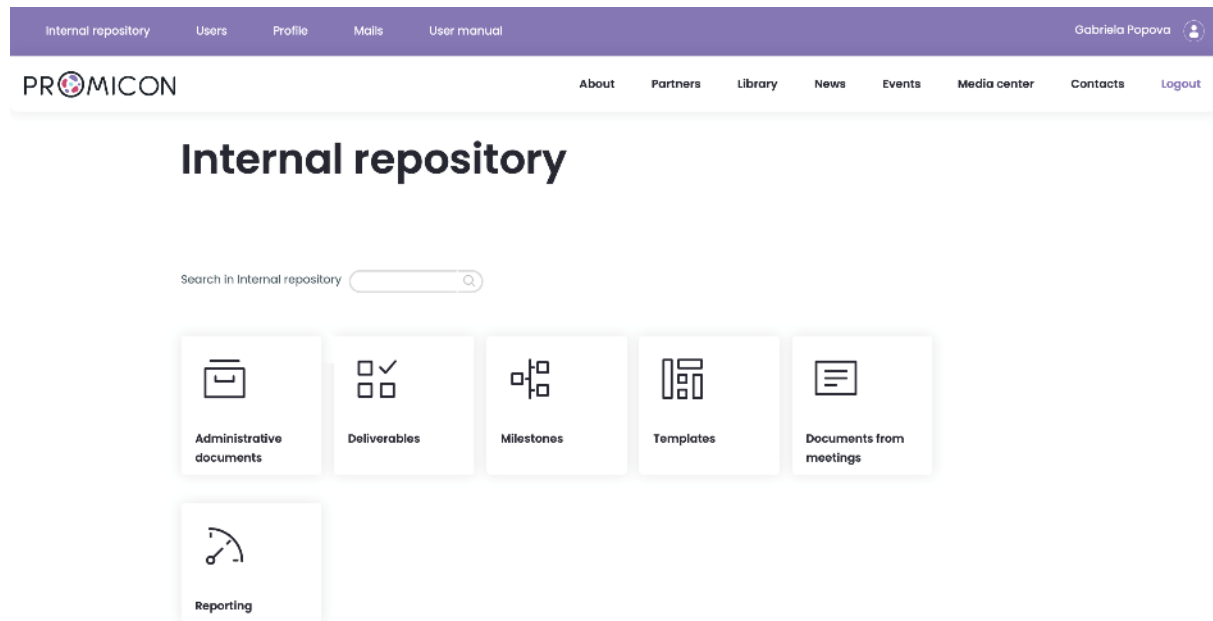 Internal repository Users Profile Mails User manual Gabriela Popova
PROMICON About Partners Library News Events Media center Contacts Logout
Internal repository
Search in Internal repository
Administrative documents
Deliverables
Milestones
Templates
Documents from meetings
Reporting